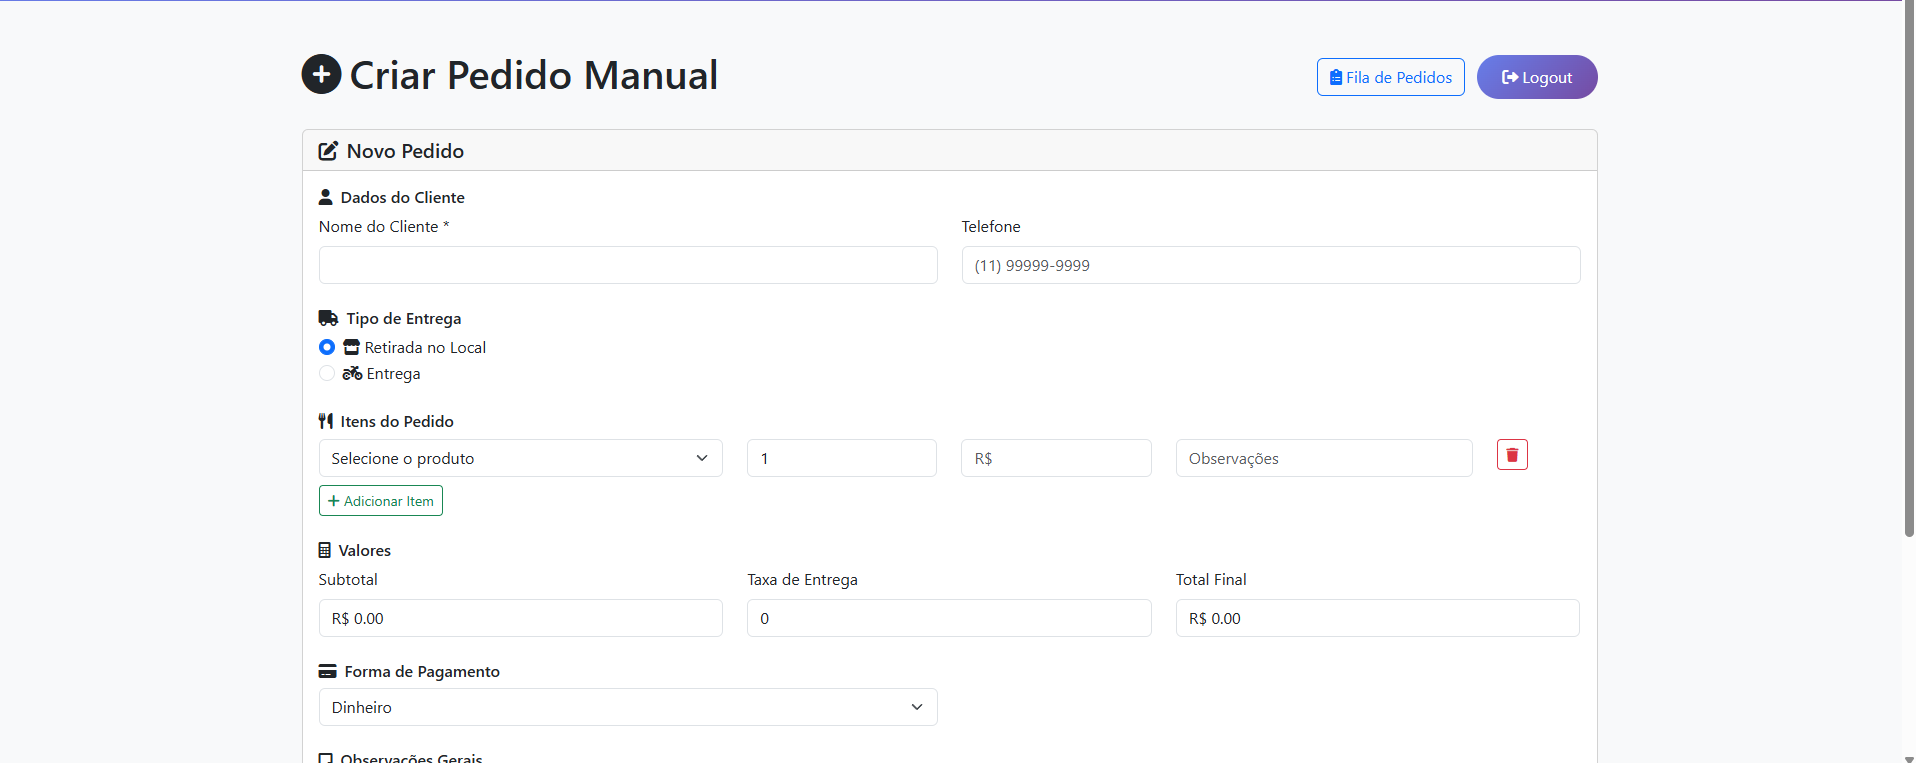 Criar Pedido Manual
Fila de Pedidos
Logout
Novo Pedido
Dados do Cliente
Nome do Cliente *
Telefone
(11) 99999-9999
Tipo de Entrega
Retirada no Local
Entrega
Itens do Pedido
Selecione o produto
1
R$
Observações
Adicionar Item
Valores
Subtotal
Taxa de Entrega
Total Final
R$ 0.00
0
R$ 0.00
Forma de Pagamento
Dinheiro
Observações Gerais